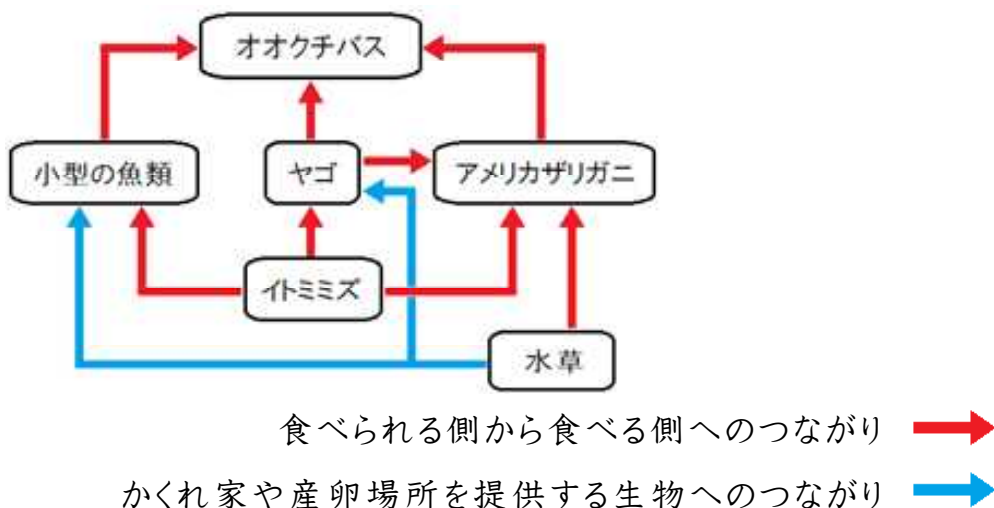 オオクチバス
小型の魚類
ヤゴ
アメリカザリガニ
イトミミズ
水草
食べられる側から食べる側へのつながり
かくれ家や産卵場所を提供する生物へのつながり